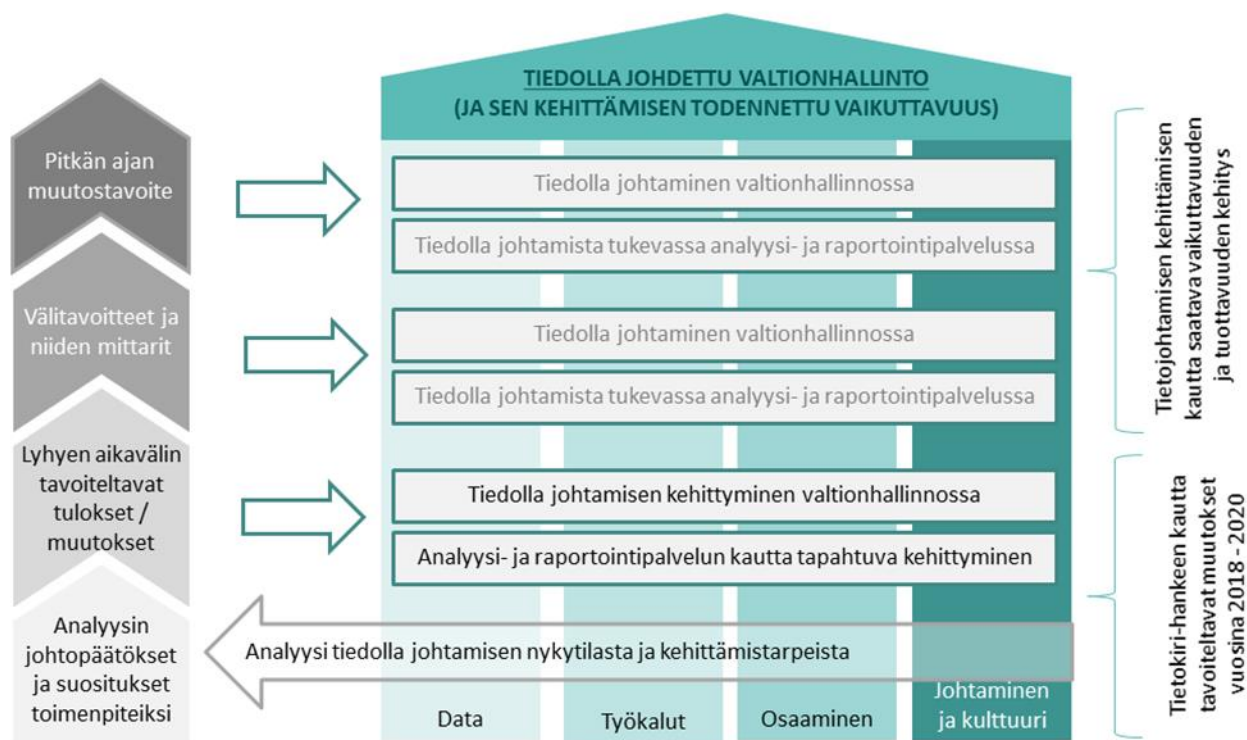 TIEDOLLA JOHDETTU VALTIONHALLINTO
(JA SEN KEHITTÄMISEN TODENNETTU VAIKUTTAVUUS)
Pitkän ajan
muutostavoite
Tiedolla johtaminen valtionhallinnossa
Tiedolla johtamista tukevassa analyysi- ja raportointipalvelussa
Välitavoitteet ja
niiden mittarit
Tiedolla johtaminen valtionhallinnossa
Tiedolla johtamista tukevassa analyysi- ja raportointipalvelussa
Tietojohtamisen kehittämisen
kautta saatava vaikuttavuuden
ja tuottavuuden kehitys
Lyhyen aikavälin
tavoiteltavat
tulokset /
muutokset
Tiedolla johtamisen kehittyminen valtionhallinnossa
Analyysi- ja raportointipalvelun kautta tapahtuva kehittyminen
Analyysin
johtopäätökset
ja suositukset
toimenpiteiksi
Analyysi tiedolla johtamisen nykytilasta ja kehittämistarpeista
Data
Työkalut
Osaaminen
Johtaminen
ja kulttuuri
Tietokiri-hankeen kautta
tavoiteltavat muutokset
vuosina 2018 - 2020